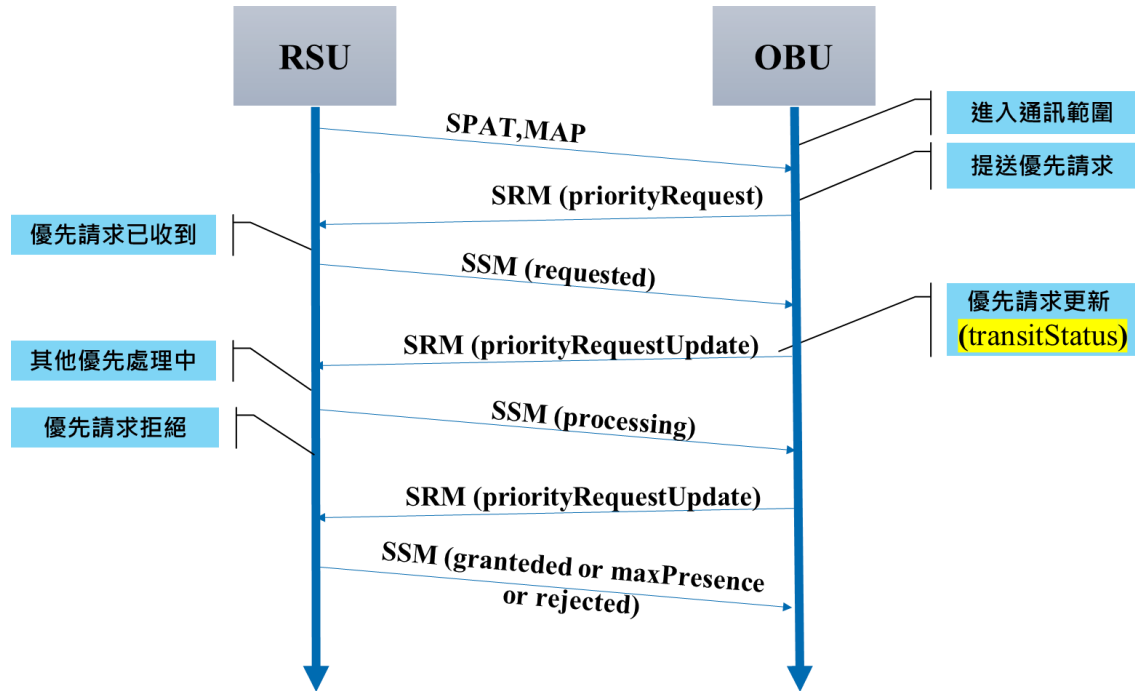 RSU
OBU
進入通訊範圍
SPAT,MAP
提送優先請求
SRM (priorityRequest)
優先請求已收到
SSM (requested)
優先請求更新
(transitStatus)
SRM (priorityRequestUpdate)
其他優先處理中
SSM (processing)
優先請求拒絕
SRM (priorityRequestUpdate)
SSM (granteded or maxPresence
or rejected)